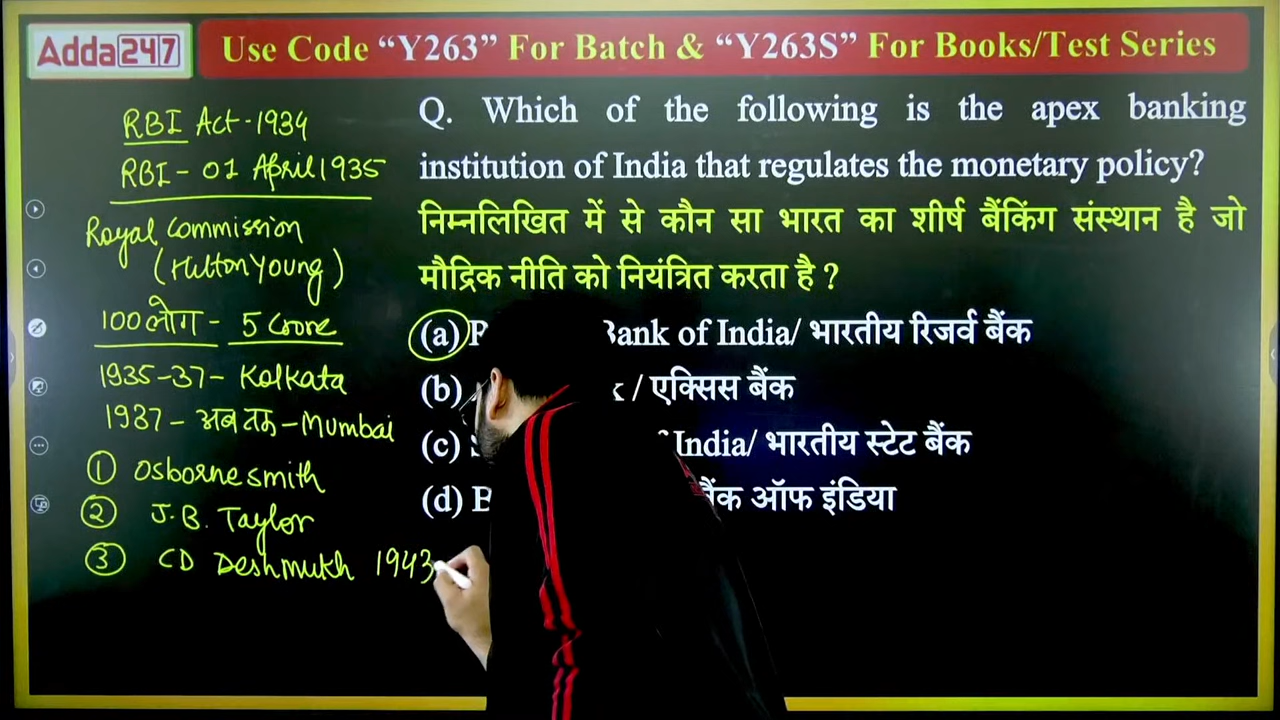 Adda247
Use Code “Y263” For Batch & “Y263S” For Books/Test Series
RBI Act-1934
RBI- 01 April 1935
Royal Commission
(Hilton Young)
100 लोग - 5 Crore
1935-37- Kolkata
1937 - अब तक - Mumbai
1 Osborne smith
2 J.B. Taylor
3 CD Deshmukh 1943
Q. Which of the following is the apex banking
institution of India that regulates the monetary policy?
निम्नलिखित में से कौन सा भारत का शीर्ष बैंकिंग संस्थान है जो
मौद्रिक नीति को नियंत्रित करता है ?
(a) Bank of India/ भारतीय रिजर्व बैंक
(b) / एक्सिस बैंक
(c) India/ भारतीय स्टेट बैंक
(d) बैंक ऑफ इंडिया